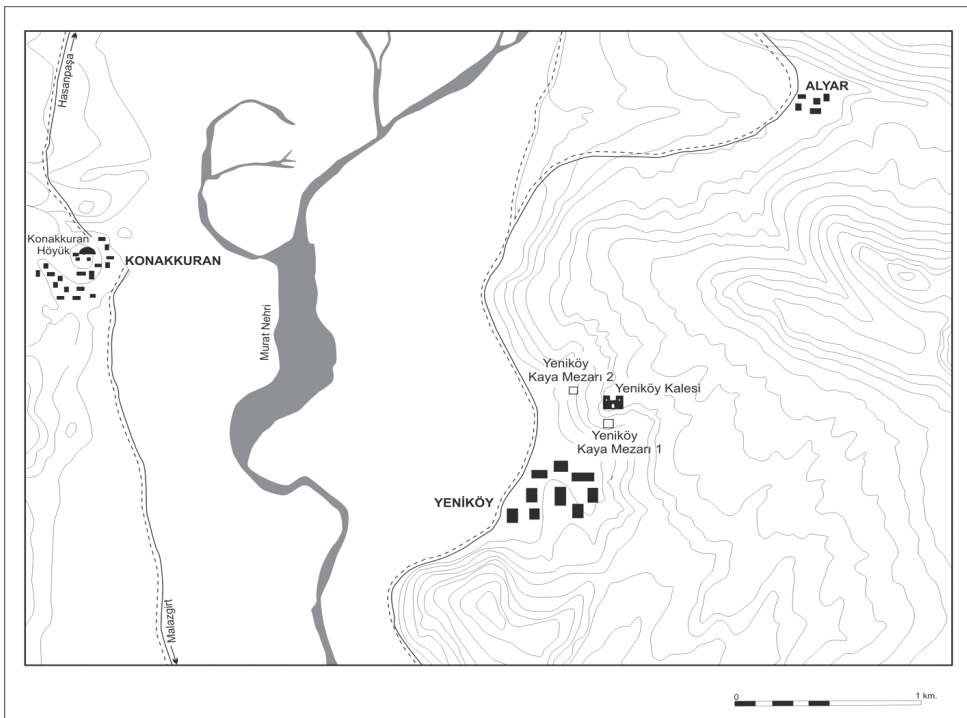 Hasanpaşa
ALYAR
Konakkuran
Höyük
KONAKKURAN
Murat Nehri
Yeniköy
Kaya Mezarı 2
Yeniköy Kalesi
Yeniköy
Kaya Mezarı 1
YENİKÖY
Malazgirt
0 1 km.